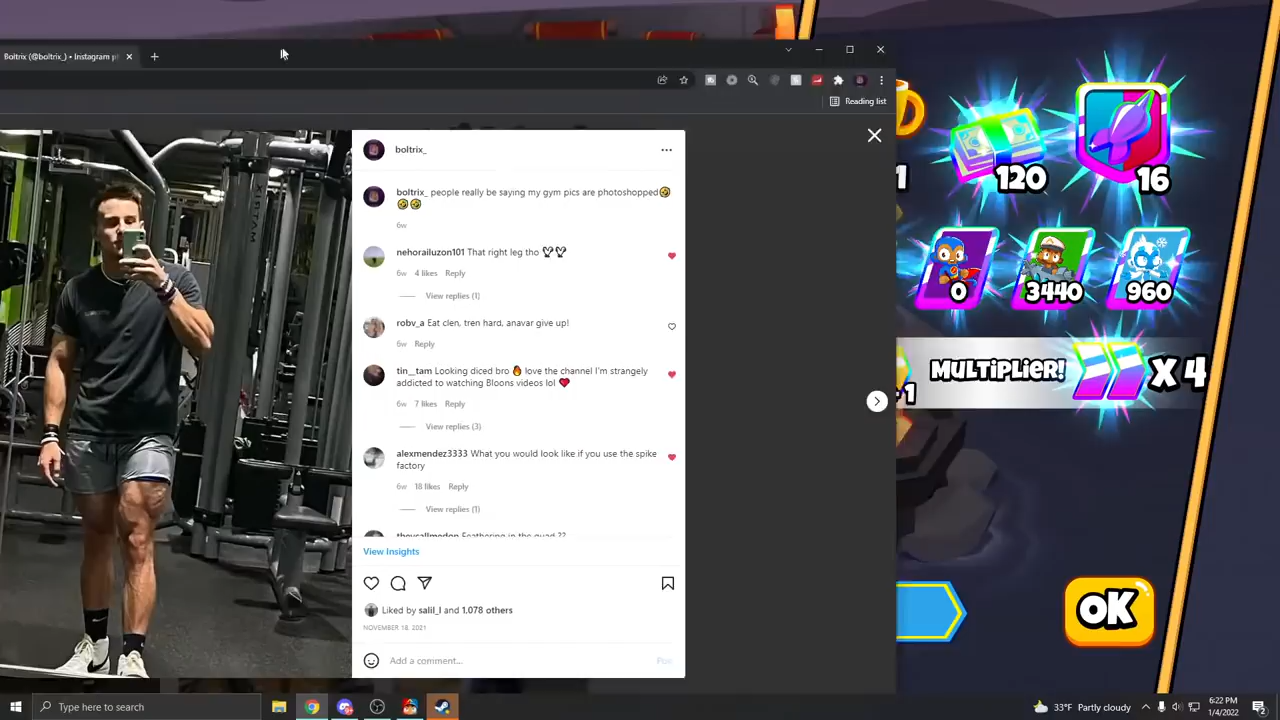 Boltrix (@boltrix_) • Instagram p
Reading list
boltrix_
boltrix_ people really be saying my gym pics are photoshopped🤣
🤣🤣
6w
nehorailuzon101 That right leg tho
6w 4 likes Reply
View replies (1)
robv_a Eat clen, tren hard, anavar give up!
6w Reply
tin__tam Looking diced bro 🔥 love the channel I'm strangely
addicted to watching Bloons videos lol ❤️
6w 7 likes Reply
View replies (3)
alexmendez3333 What you would look like if you use the spike
factory
6w 18 likes Reply
View replies (1)
View Insights
Liked by salil_l and 1,078 others
NOVEMBER 18, 2021
Add a comment...
120
16
0
3440
960
MULTIPLIER! X 4
OK
Type here to search
33°F Partly cloudy
6:22 PM
1/4/2022
2